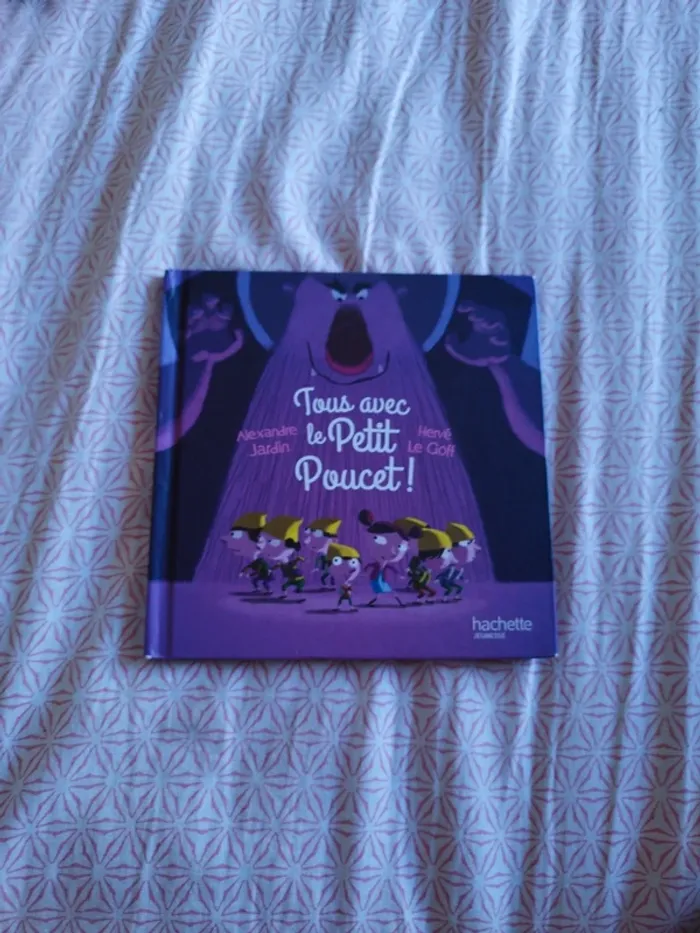 Tous avec
le Petit
Poucet !
Alexandre
Jardin
Hervé
Le Goff
hachette
JEUNESSE